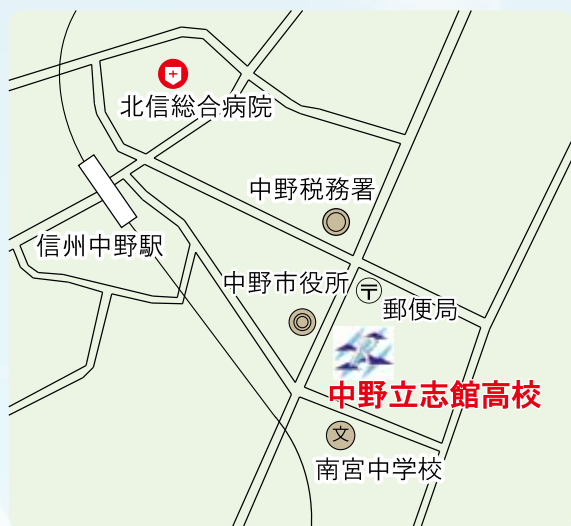 北信総合病院
中野税務署
信州中野駅
中野市役所
〒
郵便局
中野立志館高校
文
南宮中学校